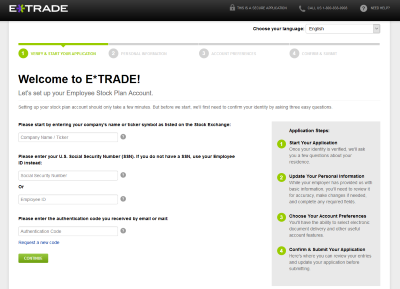 E*TRADE
THIS IS A SECURE APPLICATION
CALL US
NEED HELP?
Choose your language: English
1 VERIFY & START YOUR APPLICATION
2 PERSONAL INFORMATION
3 ACCOUNT PREFERENCES
4 CONFIRM & SUBMIT
Welcome to E*TRADE!
Let's set up your Employee Stock Plan Account.
Setting up your stock plan account should only take a few minutes. But before we start, we'll first need to confirm your identity by asking three easy questions.
Please start by entering your company's name or ticker symbol as listed on the Stock Exchange:
Company Name / Ticker
Please enter your U.S. Social Security Number (SSN). If you do not have a SSN, use your Employee
ID instead:
Social Security Number
Or
Employee ID
Please enter the authentication code you received by email or mail:
Authentication Code
Request a new code
CONTINUE
Application Steps:
1 Start Your Application
Once your identity is verified, we'll ask
you a few questions about your
residence.
2 Update Your Personal Information
While your employer has provided us with
basic information, you'll need to review it
for accuracy, make changes if needed,
and complete any required fields.
3 Choose Your Account Preferences
You'll have the ability to select electronic
document delivery and other useful
account features.
4 Confirm & Submit Your Application
Here's where you can review your entries
and update your application before
submitting.